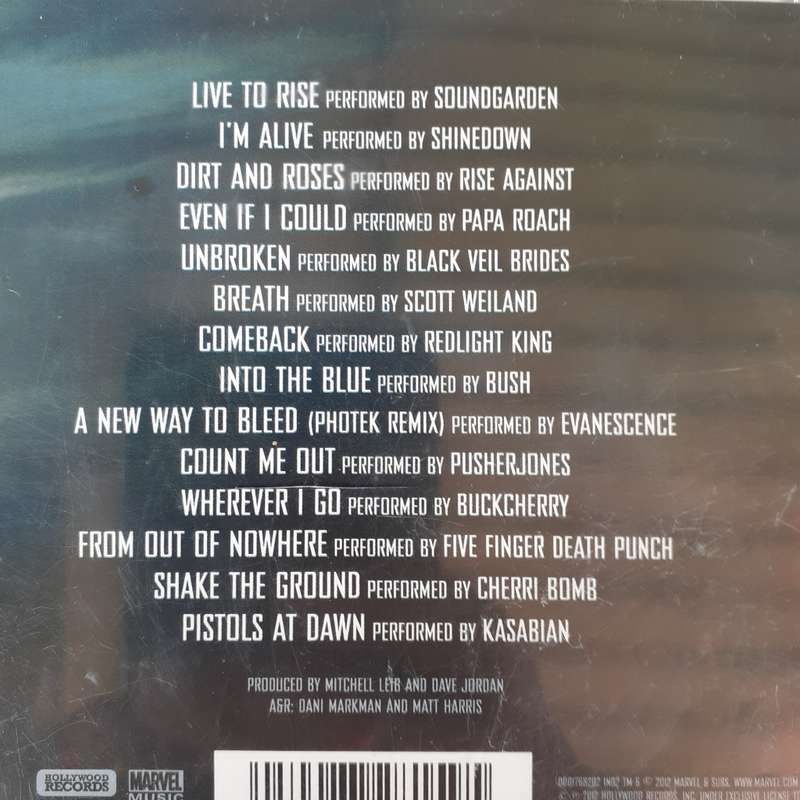 LIVE TO RISE PERFORMED BY SOUNDGARDEN
I'M ALIVE PERFORMED BY SHINEDOWN
DIRT AND ROSES PERFORMED BY RISE AGAINST
EVEN IF I COULD PERFORMED BY PAPA ROACH
UNBROKEN PERFORMED BY BLACK VEIL BRIDES
BREATH PERFORMED BY SCOTT WEILAND
COMEBACK PERFORMED BY REDLIGHT KING
INTO THE BLUE PERFORMED BY BUSH
A NEW WAY TO BLEED (PHOTEK REMIX) PERFORMED BY EVANESCENCE
COUNT ME OUT PERFORMED BY PUSHERJONES
WHEREVER I GO PERFORMED BY BUCKCHERRY
FROM OUT OF NOWHERE PERFORMED BY FIVE FINGER DEATH PUNCH
SHAKE THE GROUND PERFORMED BY CHERRI BOMB
PISTOLS AT DAWN PERFORMED BY KASABIAN
PRODUCED BY MITCHELL LEIB AND DAVE JORDAN
A&R: DANI MARKMAN AND MATT HARRIS
HOLLYWOOD RECORDS
MARVEL MUSIC
TM & © 2012 MARVEL & SUBS. WWW.MARVEL.COM
© 2012 HOLLYWOOD RECORDS, INC. UNDER EXCLUSIVE LICENSE